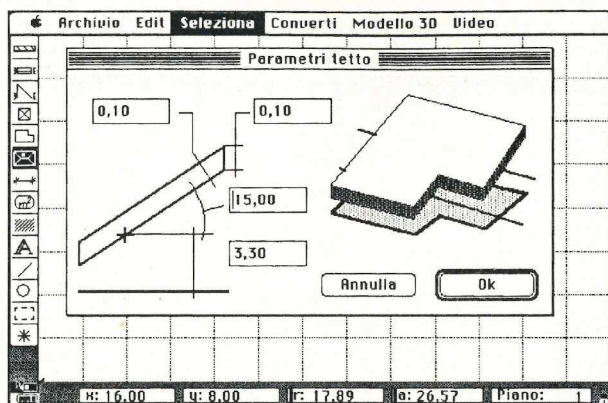 Archivio Edit Seleziona Converti Modello 3D Video
Parametri tetto
0,10 0,10
15,00
3,30
Annulla Ok
A
x: 16,00 y: 8,00 r: 17,89 a: 26,57 Piano: 1